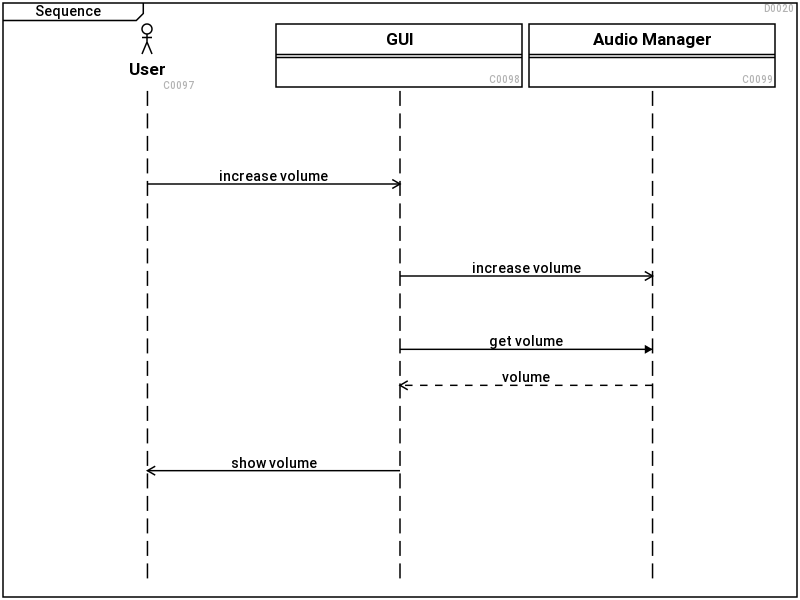 Sequence
D0020
User
C0097
GUI
C0098
Audio Manager
C0099
increase volume
increase volume
get volume
volume
show volume